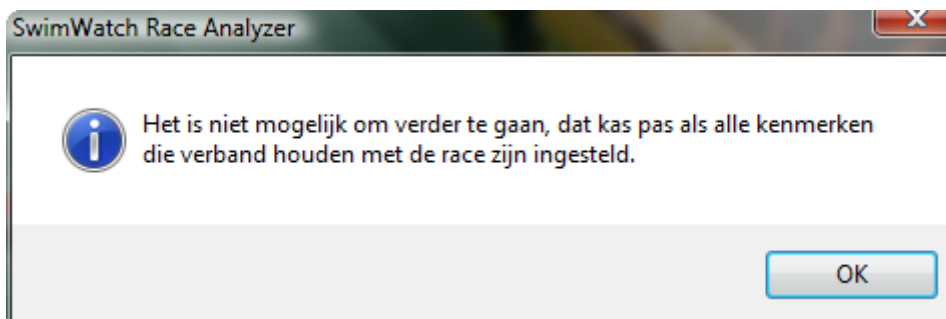 SwimWatch Race Analyzer
Het is niet mogelijk om verder te gaan, dat kas pas als alle kenmerken
die verband houden met de race zijn ingesteld.
OK